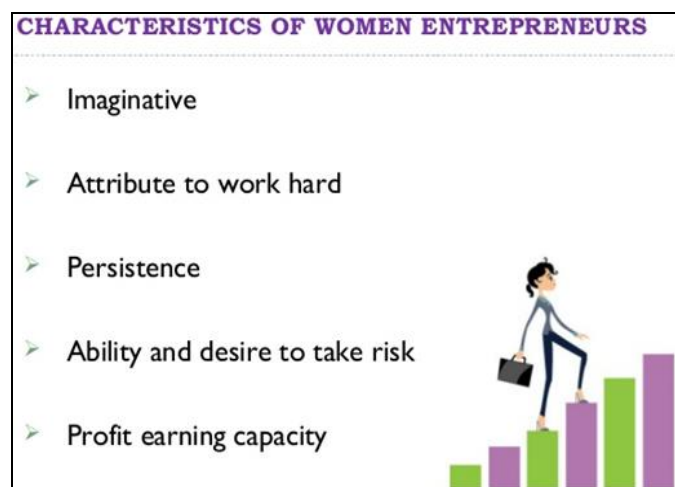 CHARACTERISTICS OF WOMEN ENTREPRENEURS
Imaginative
Attribute to work hard
Persistence
Ability and desire to take risk
Profit earning capacity